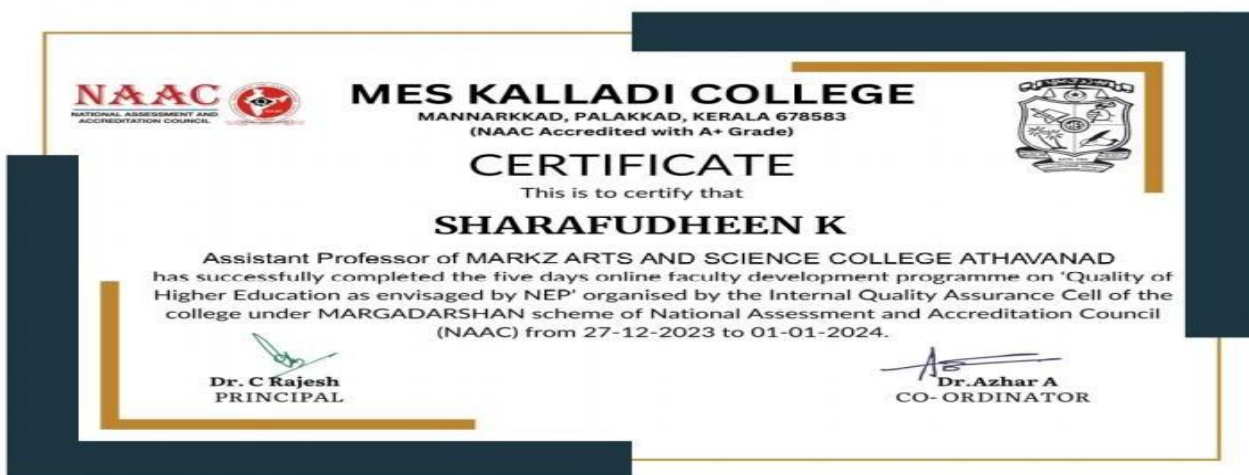 NAAC
NATIONAL ASSESSMENT AND
ACCREDITATION COUNCIL
MES KALLADI COLLEGE
MANNARKKAD, PALAKKAD, KERALA 678583
(NAAC Accredited with A+ Grade)
CERTIFICATE
This is to certify that
SHARAFUDHEEN K
Assistant Professor of MARKZ ARTS AND SCIENCE COLLEGE ATHAVANAD
has successfully completed the five days online faculty development programme on ‘Quality of
Higher Education as envisaged by NEP’ organised by the Internal Quality Assurance Cell of the
college under MARGADARSHAN scheme of National Assessment and Accreditation Council
(NAAC) from 27-12-2023 to 01-01-2024.
Dr. C Rajesh
PRINCIPAL
Dr.Azhar A
CO- ORDINATOR
MES